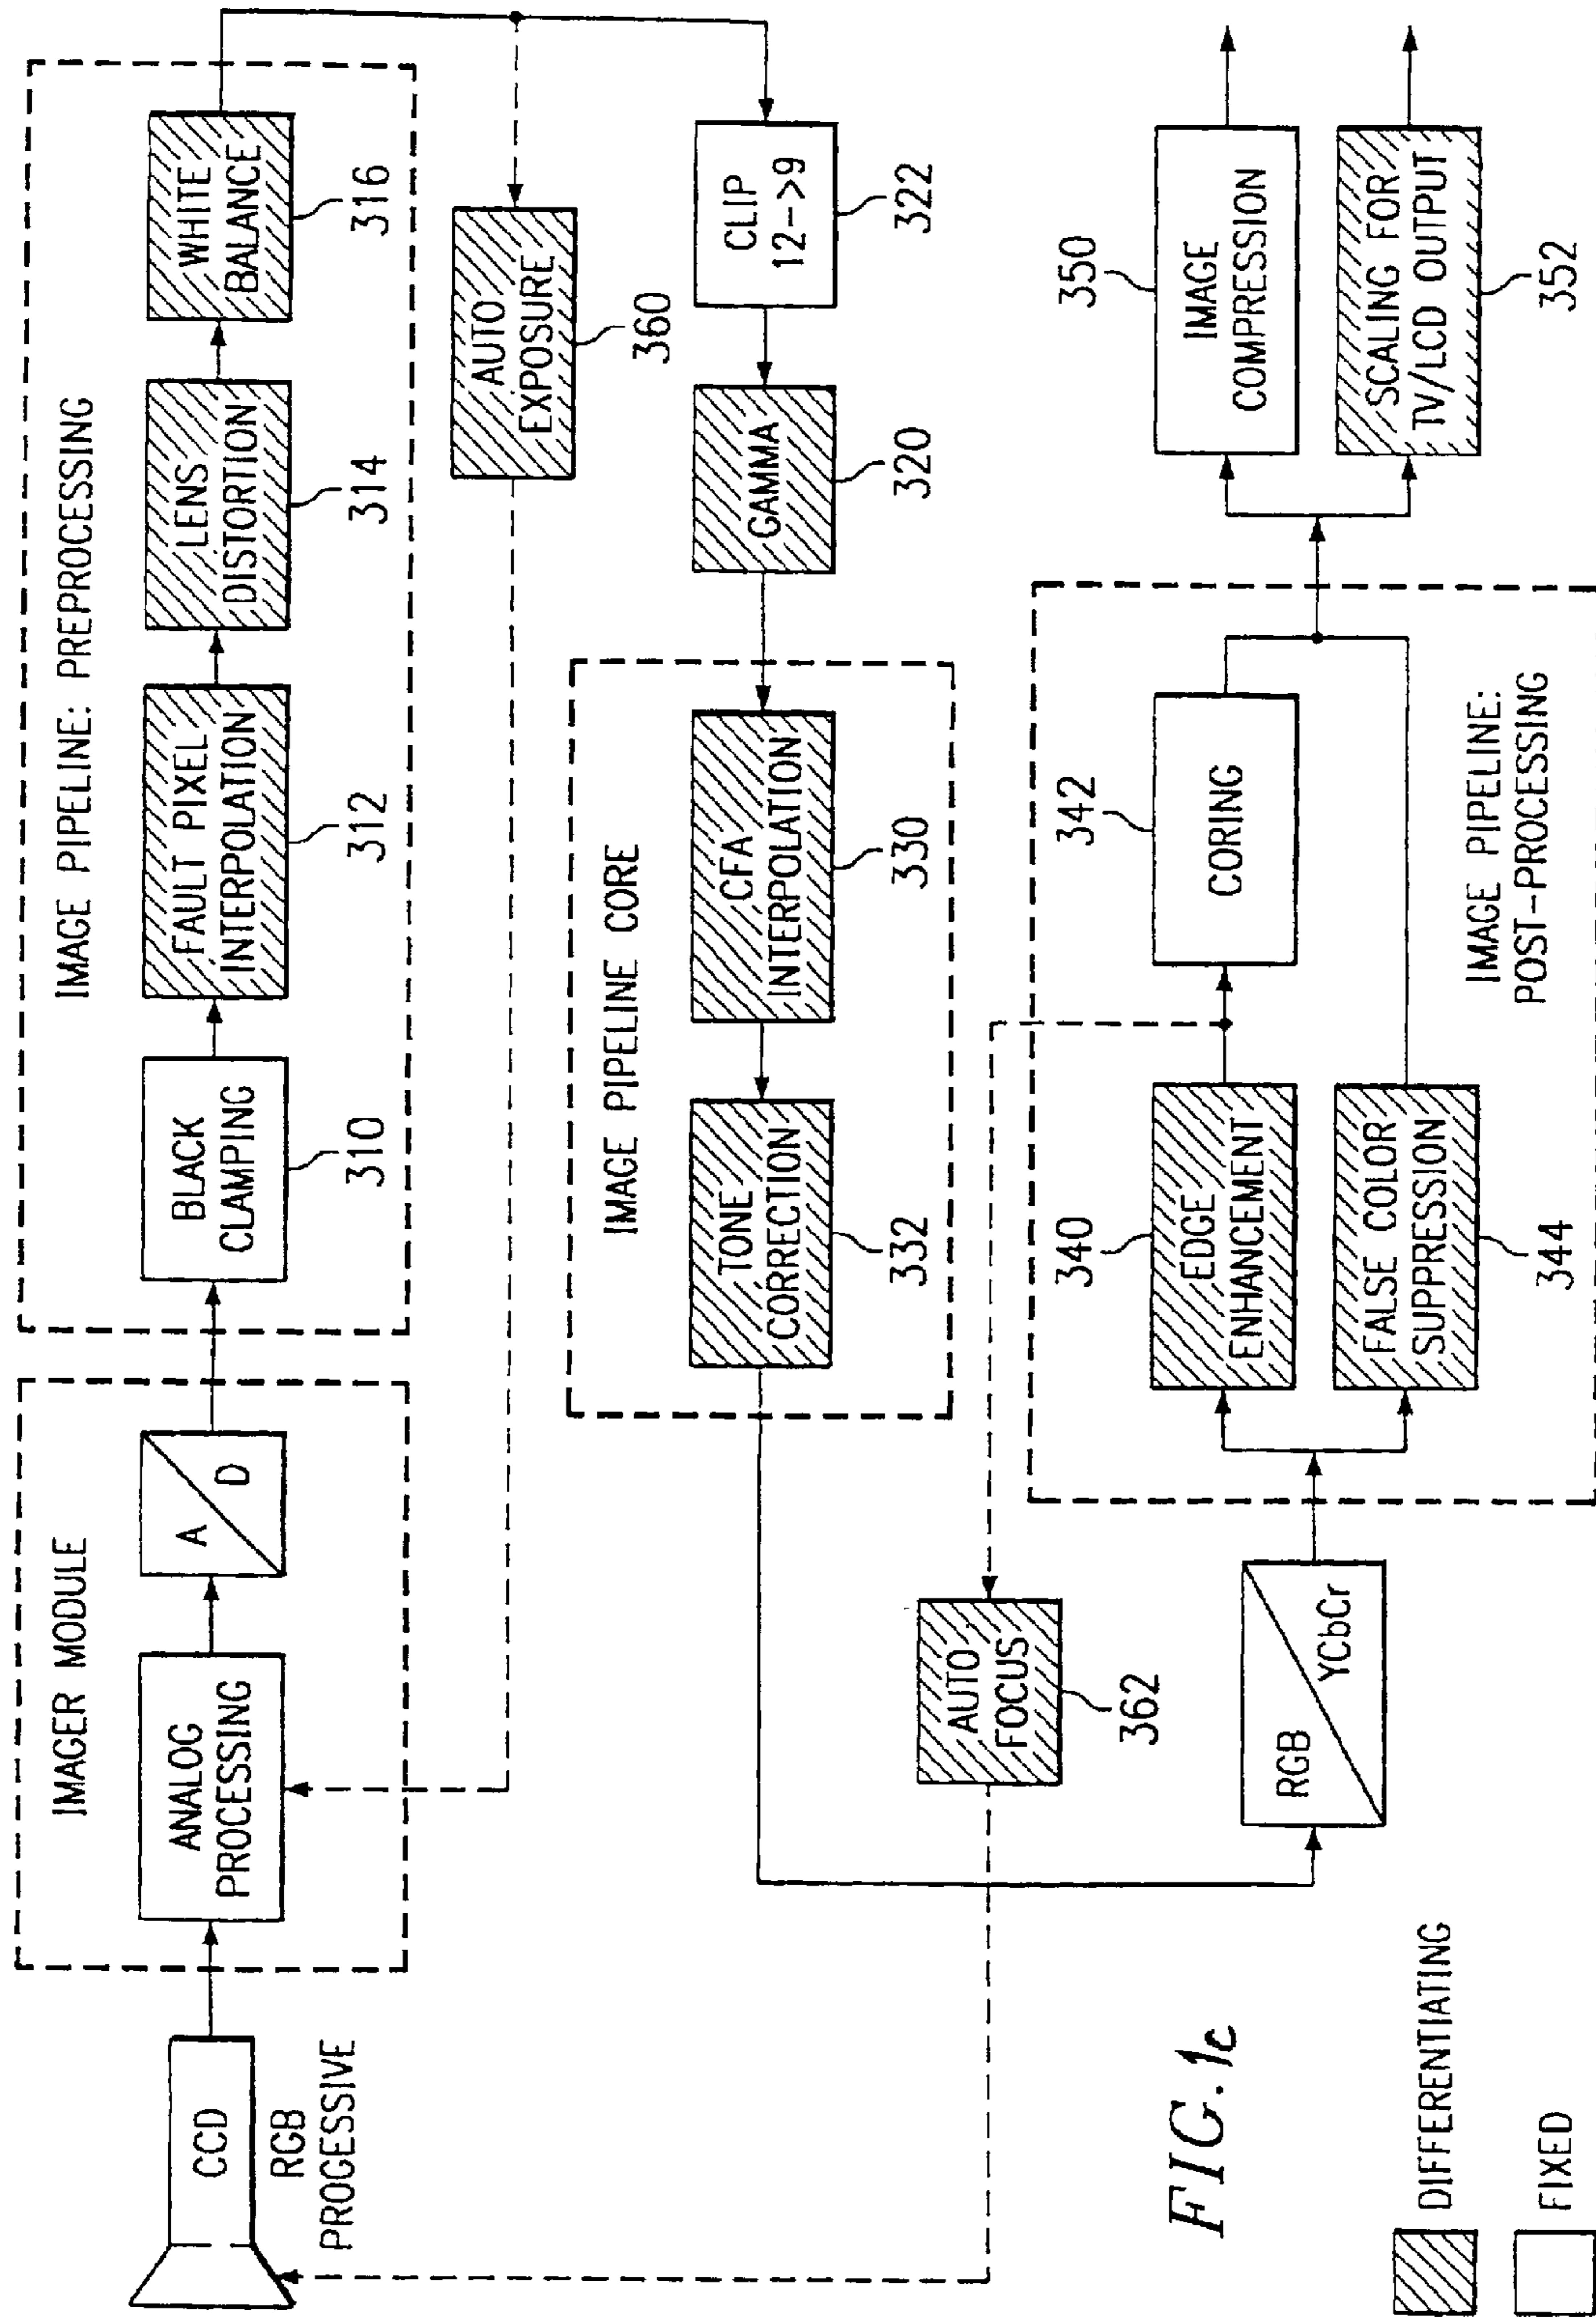 IMAGER MODULE
IMAGE PIPELINE: PREPROCESSING
CCD
RGB
PROGESSIVE
ANALOG
PROCESSING
A
D
BLACK
CLAMPING
310
FAULT PIXEL
INTERPOLATION
312
LENS
DISTORTION
314
WHITE
BALANCE
316
AUTO
EXPOSURE
360
IMAGE PIPELINE CORE
TONE
CORRECTION
332
CFA
INTERPOLATION
330
GAMMA
320
CLIP
12->9
322
AUTO
FOCUS
362
RGB
YCbCr
340
EDGE
ENHANCEMENT
342
CORING
FALSE COLOR
SUPPRESSION
344
IMAGE PIPELINE:
POST-PROCESSING
350
IMAGE
COMPRESSION
SCALING FOR
TV/LCD OUTPUT
352
FIG. 1c
DIFFERENTIATING
FIXED